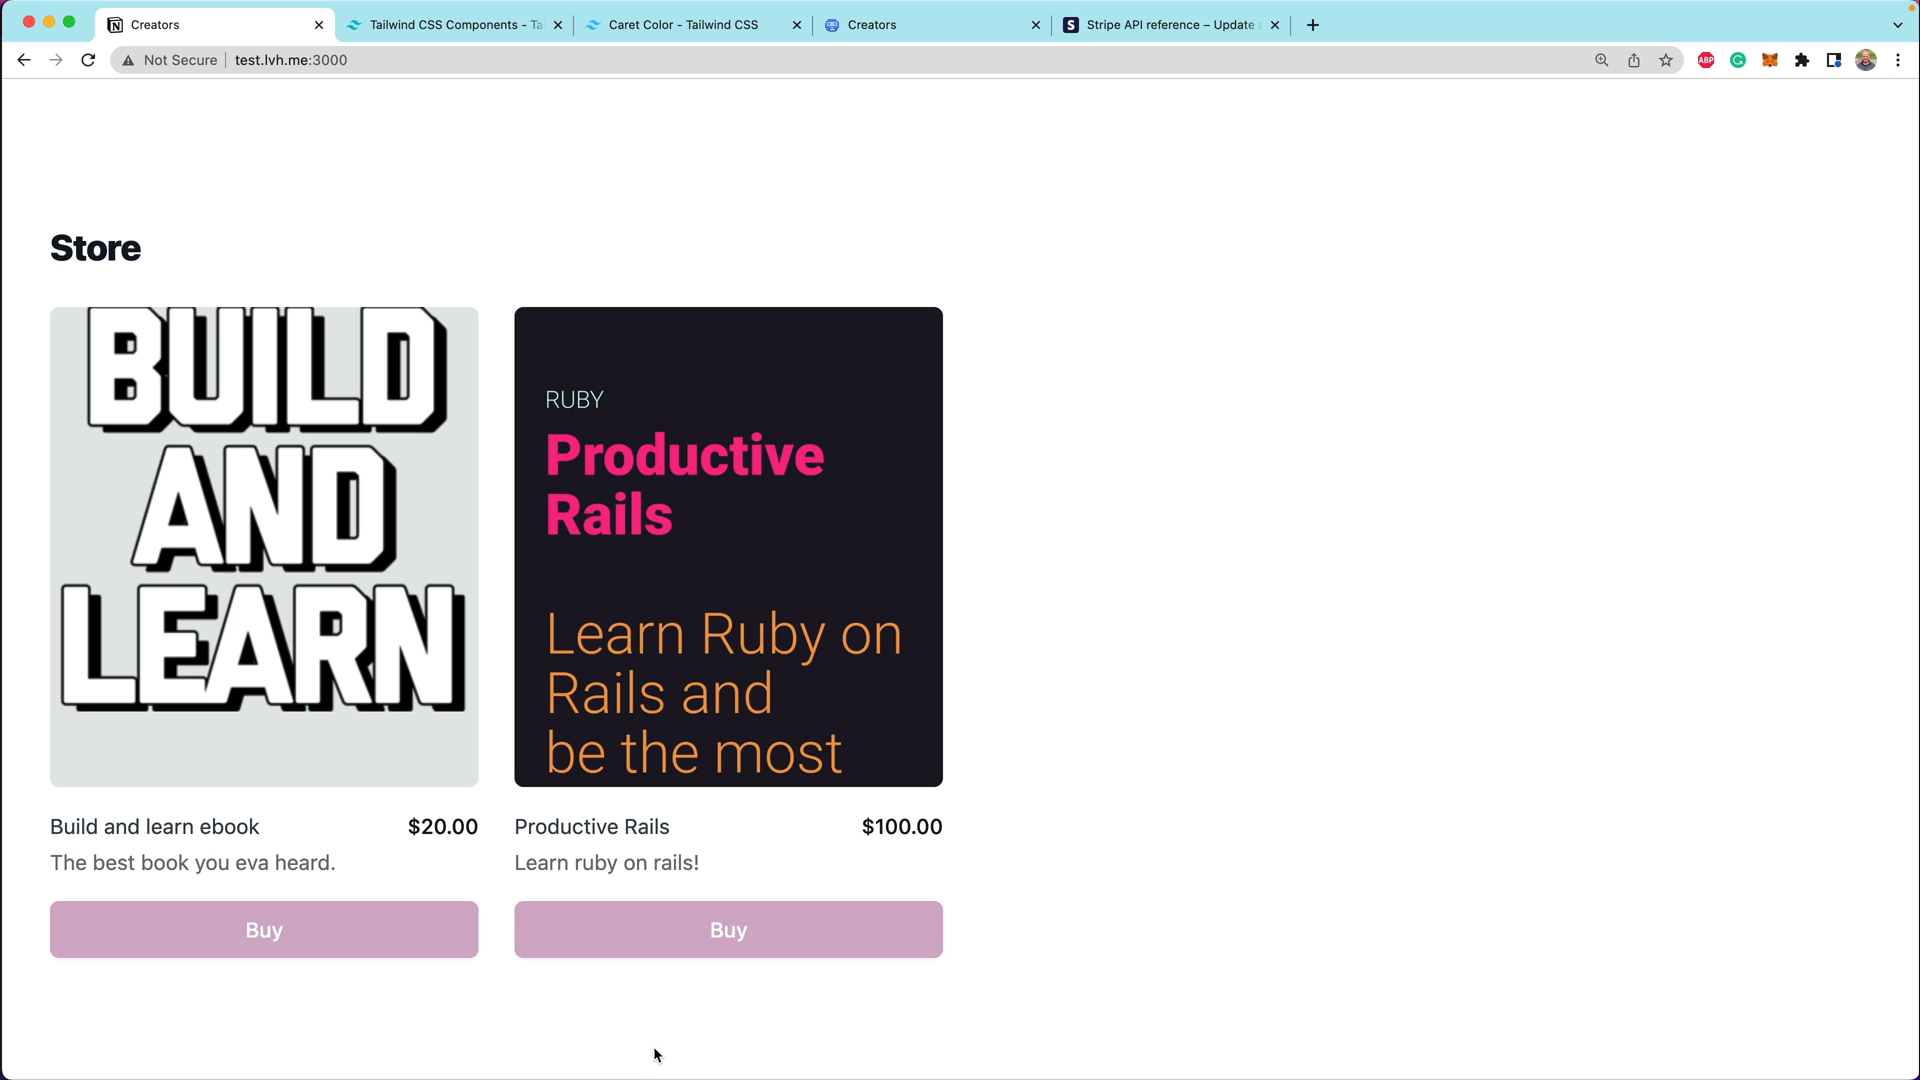 Creators
Tailwind CSS Components - Ta
Caret Color - Tailwind CSS
Creators
S
Stripe API reference – Update
Not Secure
test.lvh.me:3000
ABP
Store
BUILD
AND
LEARN
RUBY
Productive
Rails
Learn Ruby on
Rails and
be the most
Build and learn ebook
$20.00
The best book you eva heard.
Productive Rails
$100.00
Learn ruby on rails!
Buy
Buy